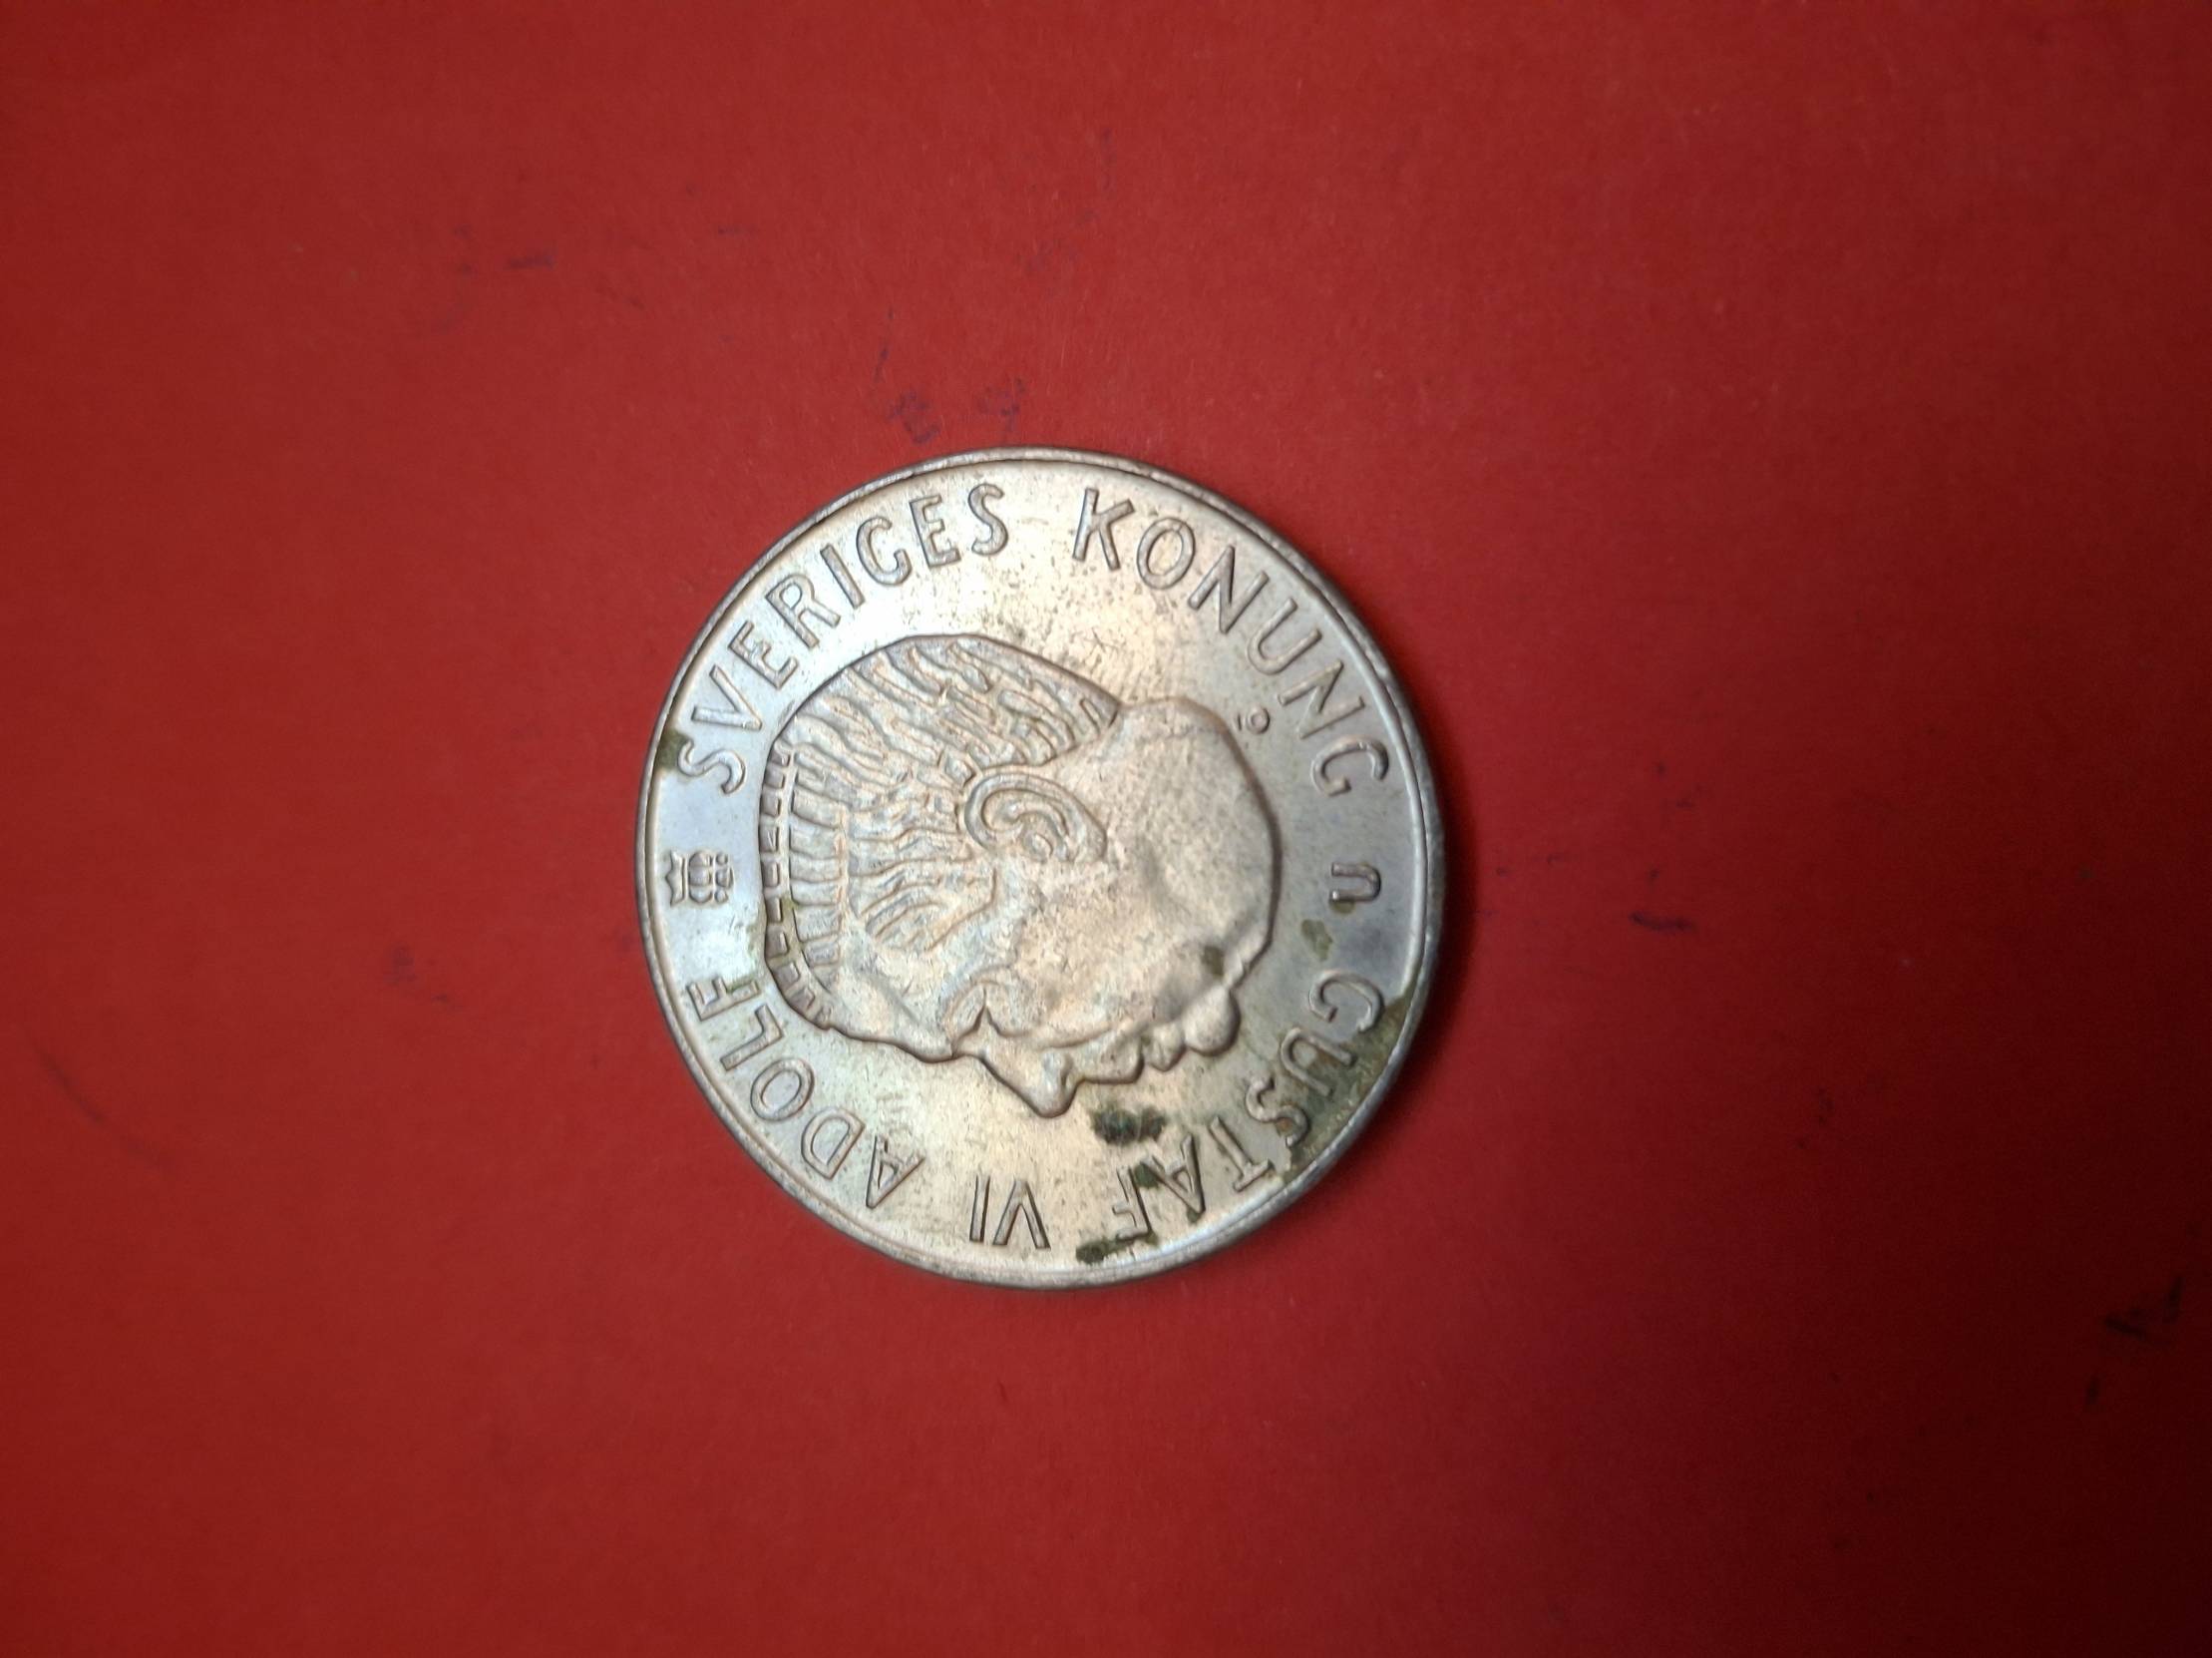 GUSTAF VI ADOLF SVERIGES KONUNG
U